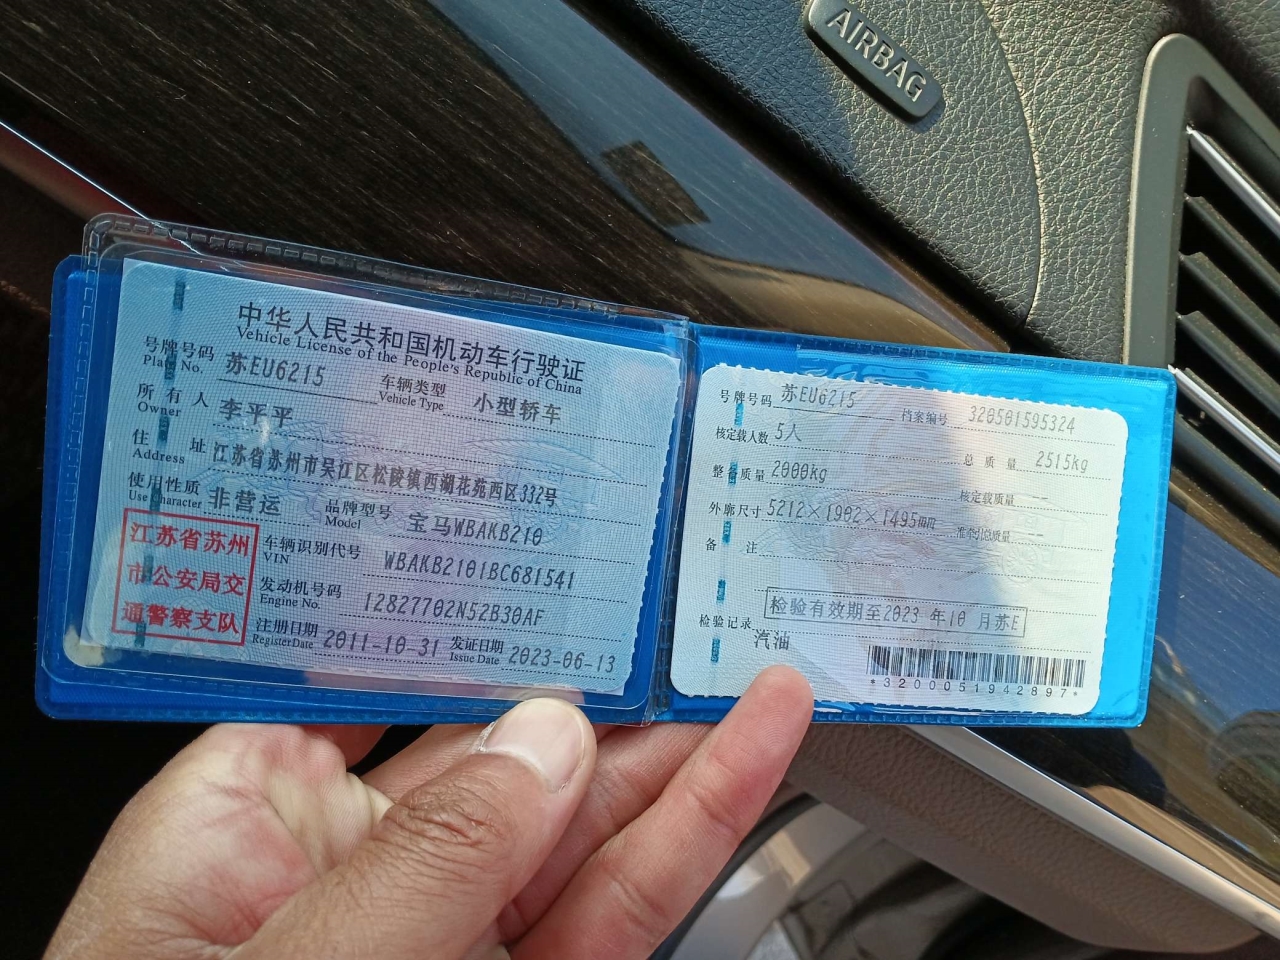 AIRBAG
中华人民共和国机动车行驶证
Vehicle License of the People's Republic of China
号牌号码 苏EU6215 车辆类型 小型轿车
Plate No. Vehicle Type
所有人 李平平
Owner
住址 江苏省苏州市吴江区松陵镇西湖花苑西区332号
Address
使用性质 非营运 品牌型号 宝马WBAKB210
Use Character Model
江苏省苏州
市公安局交
通警察支队
车辆识别代号 WBAKB2101BC681541
VIN
发动机号码 12827702N52B30AF
Engine No.
注册日期 2011-10-31 发证日期 2023-06-13
Register Date Issue Date
号牌号码 苏EU6215 档案编号 320501595324
核定载人数 5人 总质量 2515kg
整备质量 2000kg 核定载质量 --
外廓尺寸 5212×1902×1495mm 准牵引总质量 --
备注
检验有效期至2023 年10 月苏E
检验记录
汽油
*3200051942897*